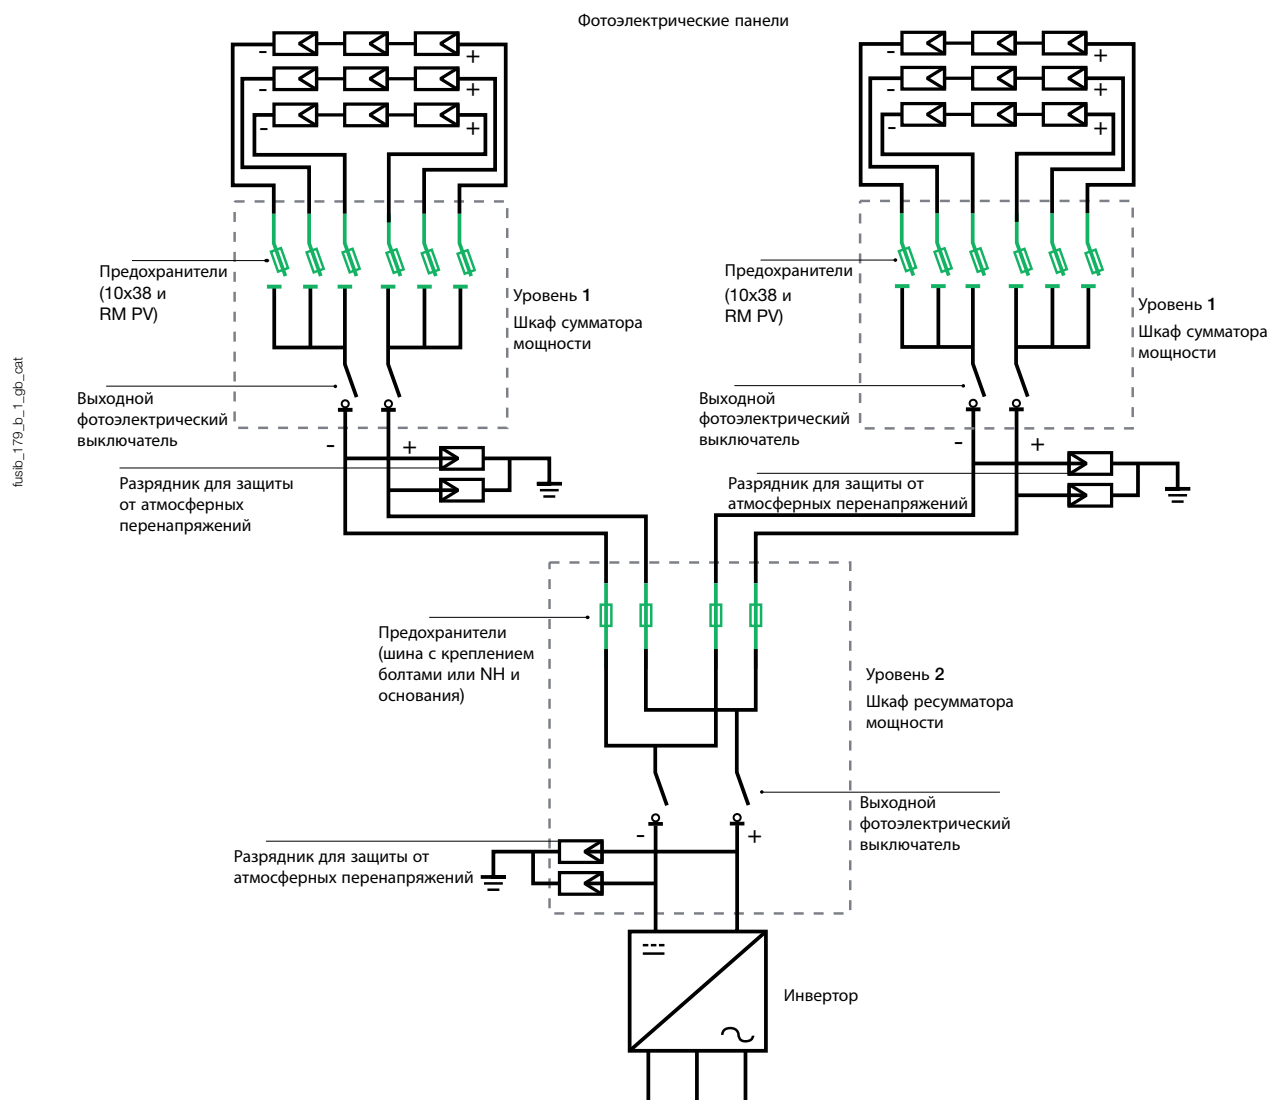 Фотоэлектрические панели
- +
- +
- +
- +
- +
- +
Предохранители
(10x38 и
RM PV)
Уровень 1
Шкаф сумматора
мощности
Предохранители
(10x38 и
RM PV)
Уровень 1
Шкаф сумматора
мощности
fusib_179_b_1_gb_cat
Выходной
фотоэлектрический
выключатель
Выходной
фотоэлектрический
выключатель
- +
- +
Разрядник для защиты
от атмосферных
перенапряжений
Разрядник для защиты от
атмосферных перенапряжений
Предохранители
(шина с креплением
болтами или NH и
основания)
Уровень 2
Шкаф ресумматора
мощности
Выходной
фотоэлектрический
выключатель
- +
Разрядник для защиты от
атмосферных перенапряжений
Инвертор